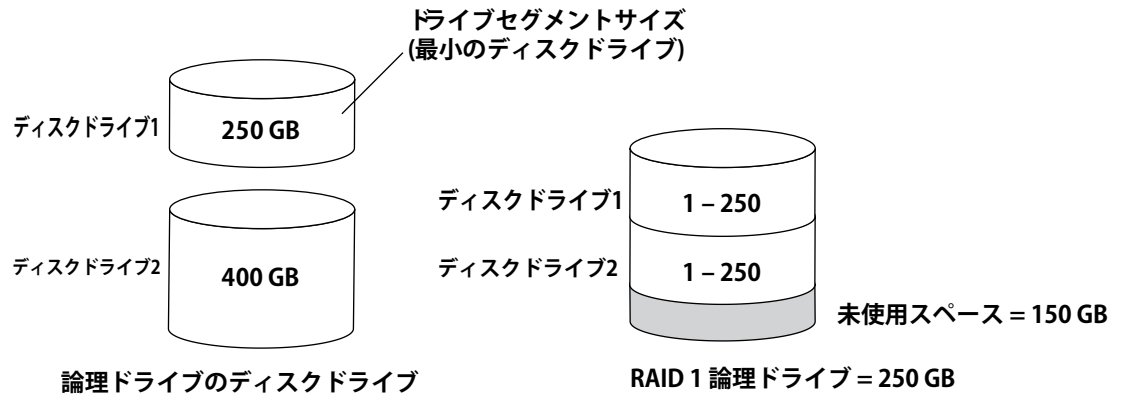 ドライブセグメントサイズ
(最小のディスクドライブ)
ディスクドライブ1
250 GB
ディスクドライブ2
400 GB
論理ドライブのディスクドライブ
ディスクドライブ1
1 – 250
ディスクドライブ2
1 – 250
未使用スペース = 150 GB
RAID 1 論理ドライブ = 250 GB